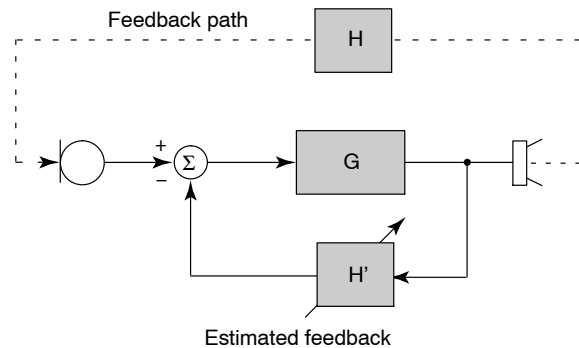 Feedback path
H
+
Σ
−
G
H'
Estimated feedback